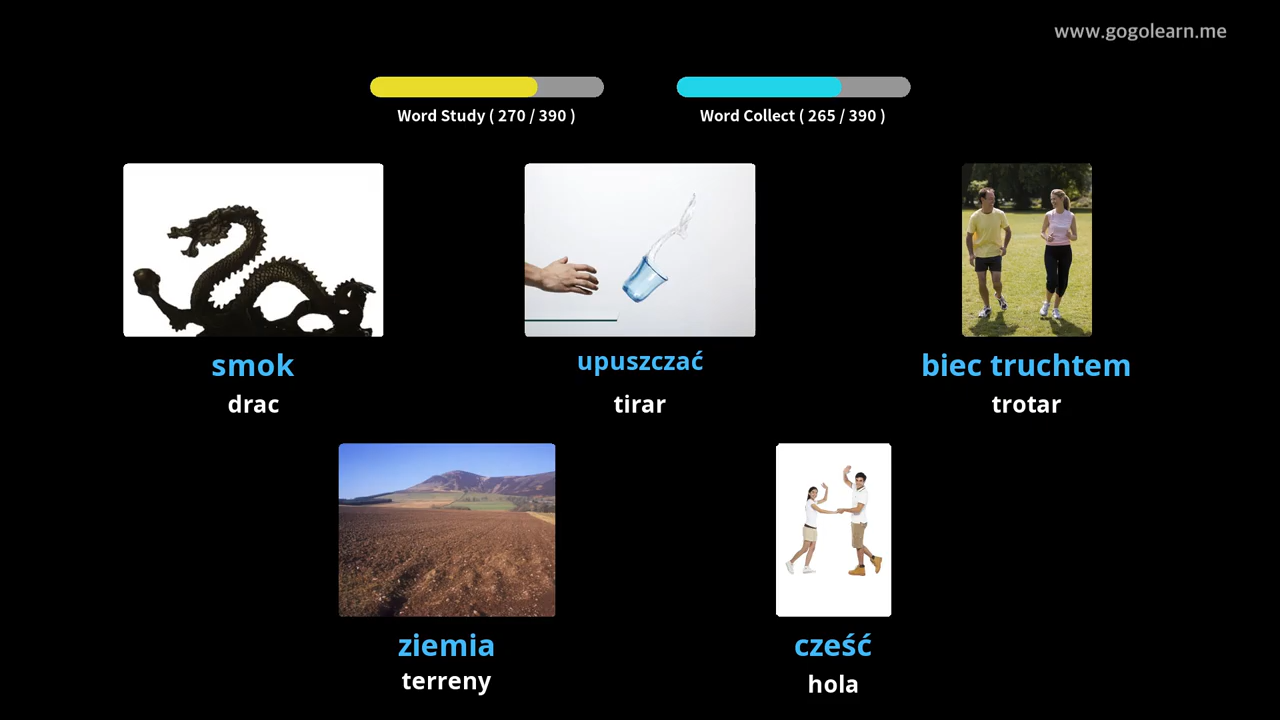 www.gogolearn.me
Word Study ( 270 / 390 )
Word Collect ( 265 / 390 )
smok
drac
upuszczać
tirar
biec truchtem
trotar
ziemia
terreny
cześć
hola